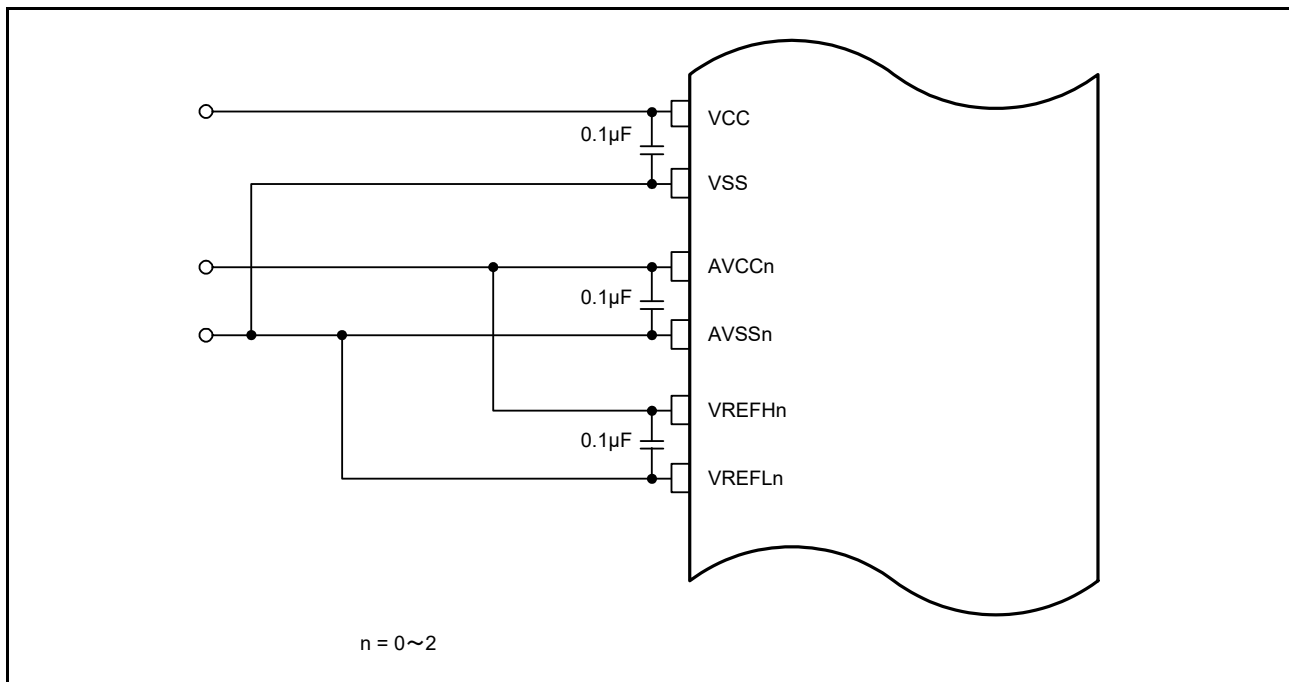 VCC
0.1µF
VSS
AVCCn
0.1µF
AVSSn
VREFHn
0.1µF
VREFLn
n = 0～2